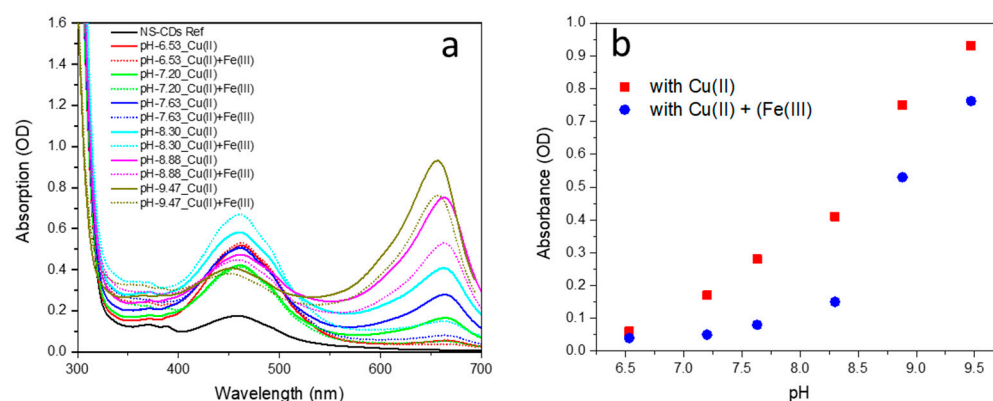 a
NS-CDs Ref
pH-6.53_Cu(II)
pH-6.53_Cu(II)+Fe(III)
pH-7.20_Cu(II)
pH-7.20_Cu(II)+Fe(III)
pH-7.63_Cu(II)
pH-7.63_Cu(II)+Fe(III)
pH-8.30_Cu(II)
pH-8.30_Cu(II)+Fe(III)
pH-8.88_Cu(II)
pH-8.88_Cu(II)+Fe(III)
pH-9.47_Cu(II)
pH-9.47_Cu(II)+Fe(III)
Absorption (OD)
1.6
1.4
1.2
1.0
0.8
0.6
0.4
0.2
0.0
300 400 500 600 700
Wavelength (nm)
b
with Cu(II)
with Cu(II) + (Fe(III)
Absorbance (OD)
1.0
0.9
0.8
0.7
0.6
0.5
0.4
0.3
0.2
0.1
0.0
6.5 7.0 7.5 8.0 8.5 9.0 9.5
pH